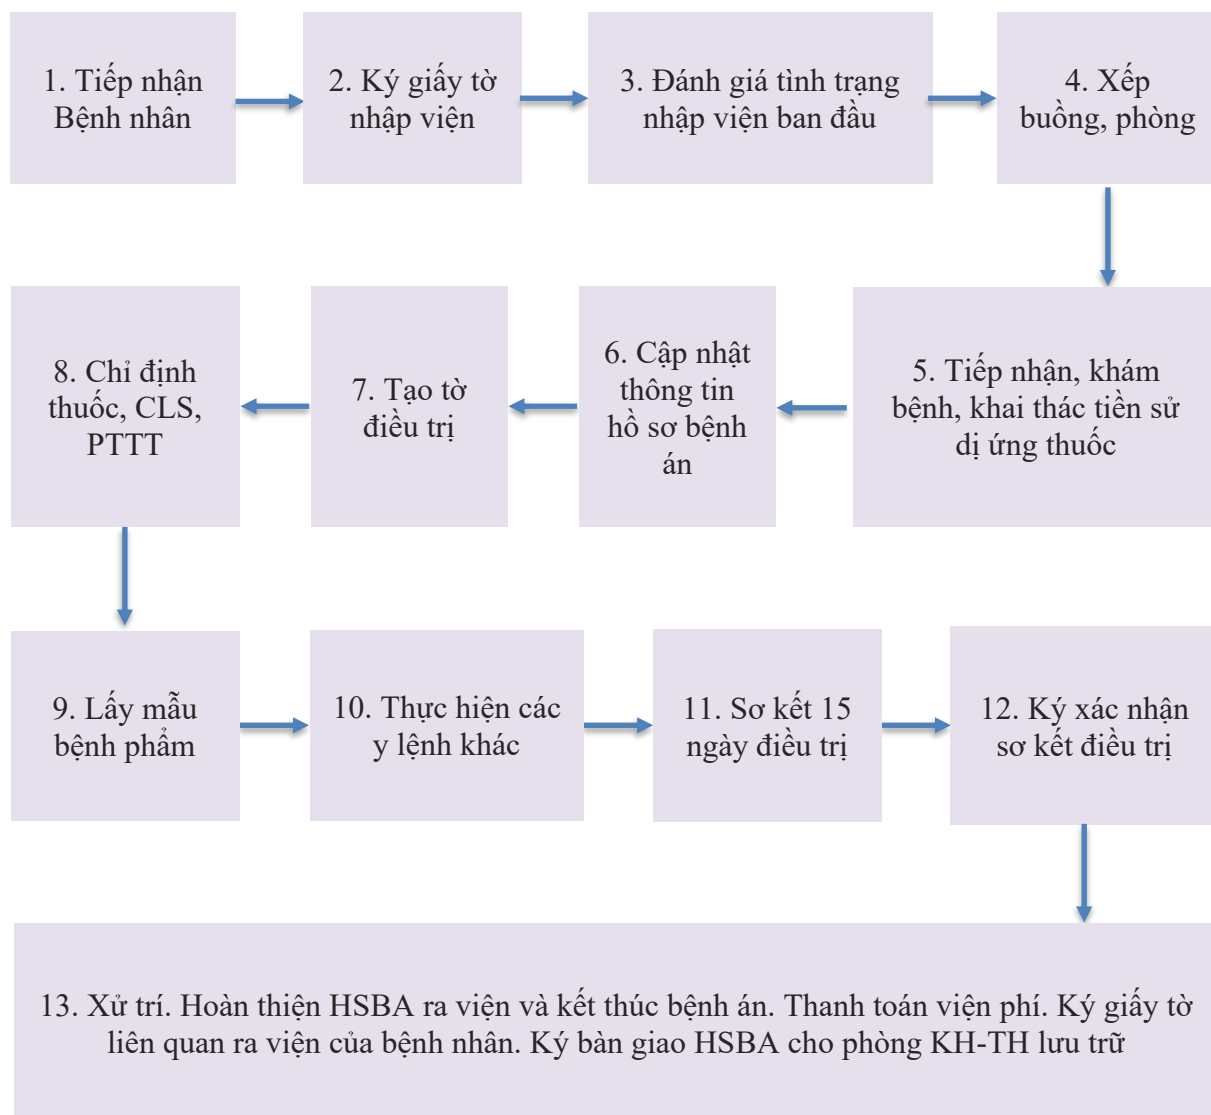 1. Tiếp nhận
Bệnh nhân
2. Ký giấy tờ
nhập viện
3. Đánh giá tình trạng
nhập viện ban đầu
4. Xếp
buồng, phòng
5. Tiếp nhận, khám
bệnh, khai thác tiền sử
dị ứng thuốc
6. Cập nhật
thông tin
hồ sơ bệnh
án
7. Tạo tờ
điều trị
8. Chỉ định
thuốc, CLS,
PTTT
9. Lấy mẫu
bệnh phẩm
10. Thực hiện các
y lệnh khác
11. Sơ kết 15
ngày điều trị
12. Ký xác nhận
sơ kết điều trị
13. Xử trí. Hoàn thiện HSBA ra viện và kết thúc bệnh án. Thanh toán viện phí. Ký giấy tờ
liên quan ra viện của bệnh nhân. Ký bàn giao HSBA cho phòng KH-TH lưu trữ